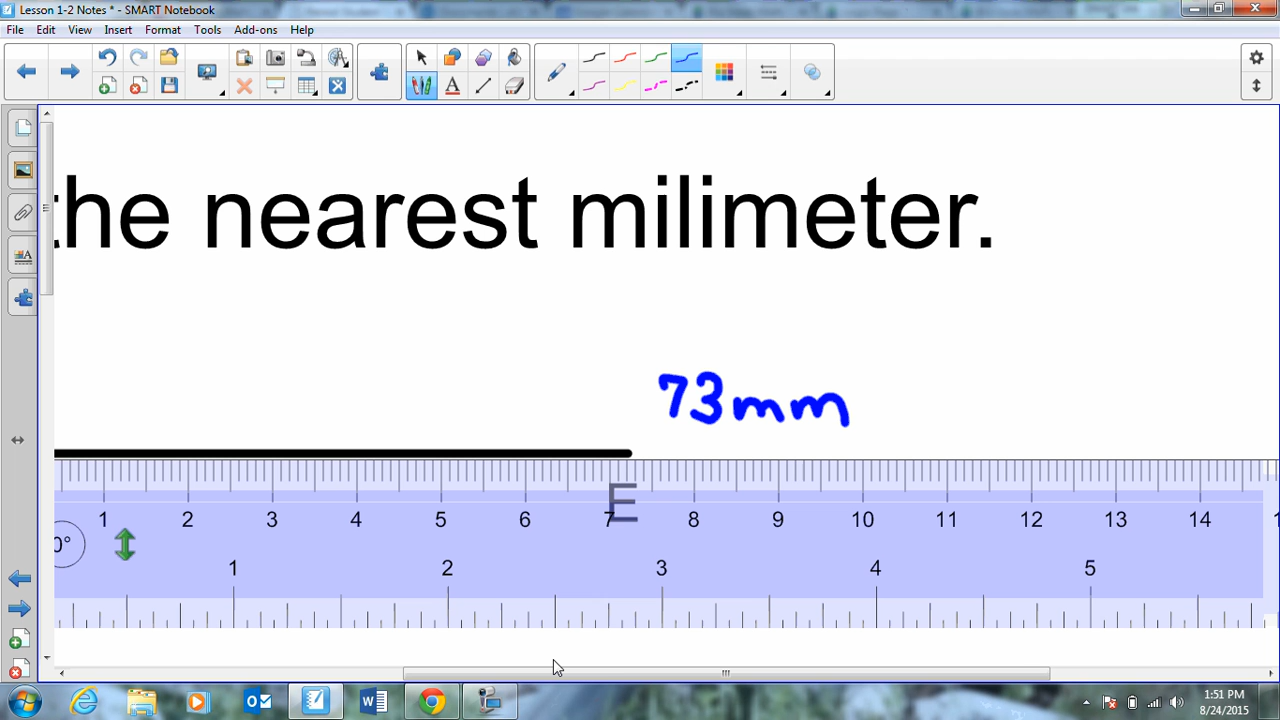 Lesson 1-2 Notes * - SMART Notebook
File Edit View Insert Format Tools Add-ons Help
the nearest milimeter.
73mm
E
1 2 3 4 5 6 7 8 9 10 11 12 13 14
0°
1 2 3 4 5
1:51 PM
8/24/2015